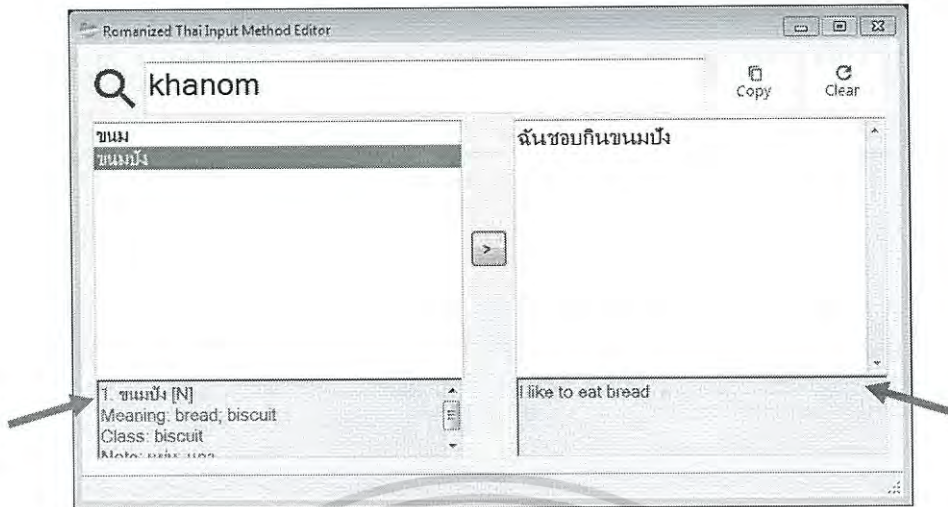 Romanized Thai Input Method Editor
khanom
Copy
Clear
ขนม
ขนมปัง
>
1. ขนมปัง [N]
Meaning: bread; biscuit
Class: biscuit
ฉันชอบกินขนมปัง
I like to eat bread